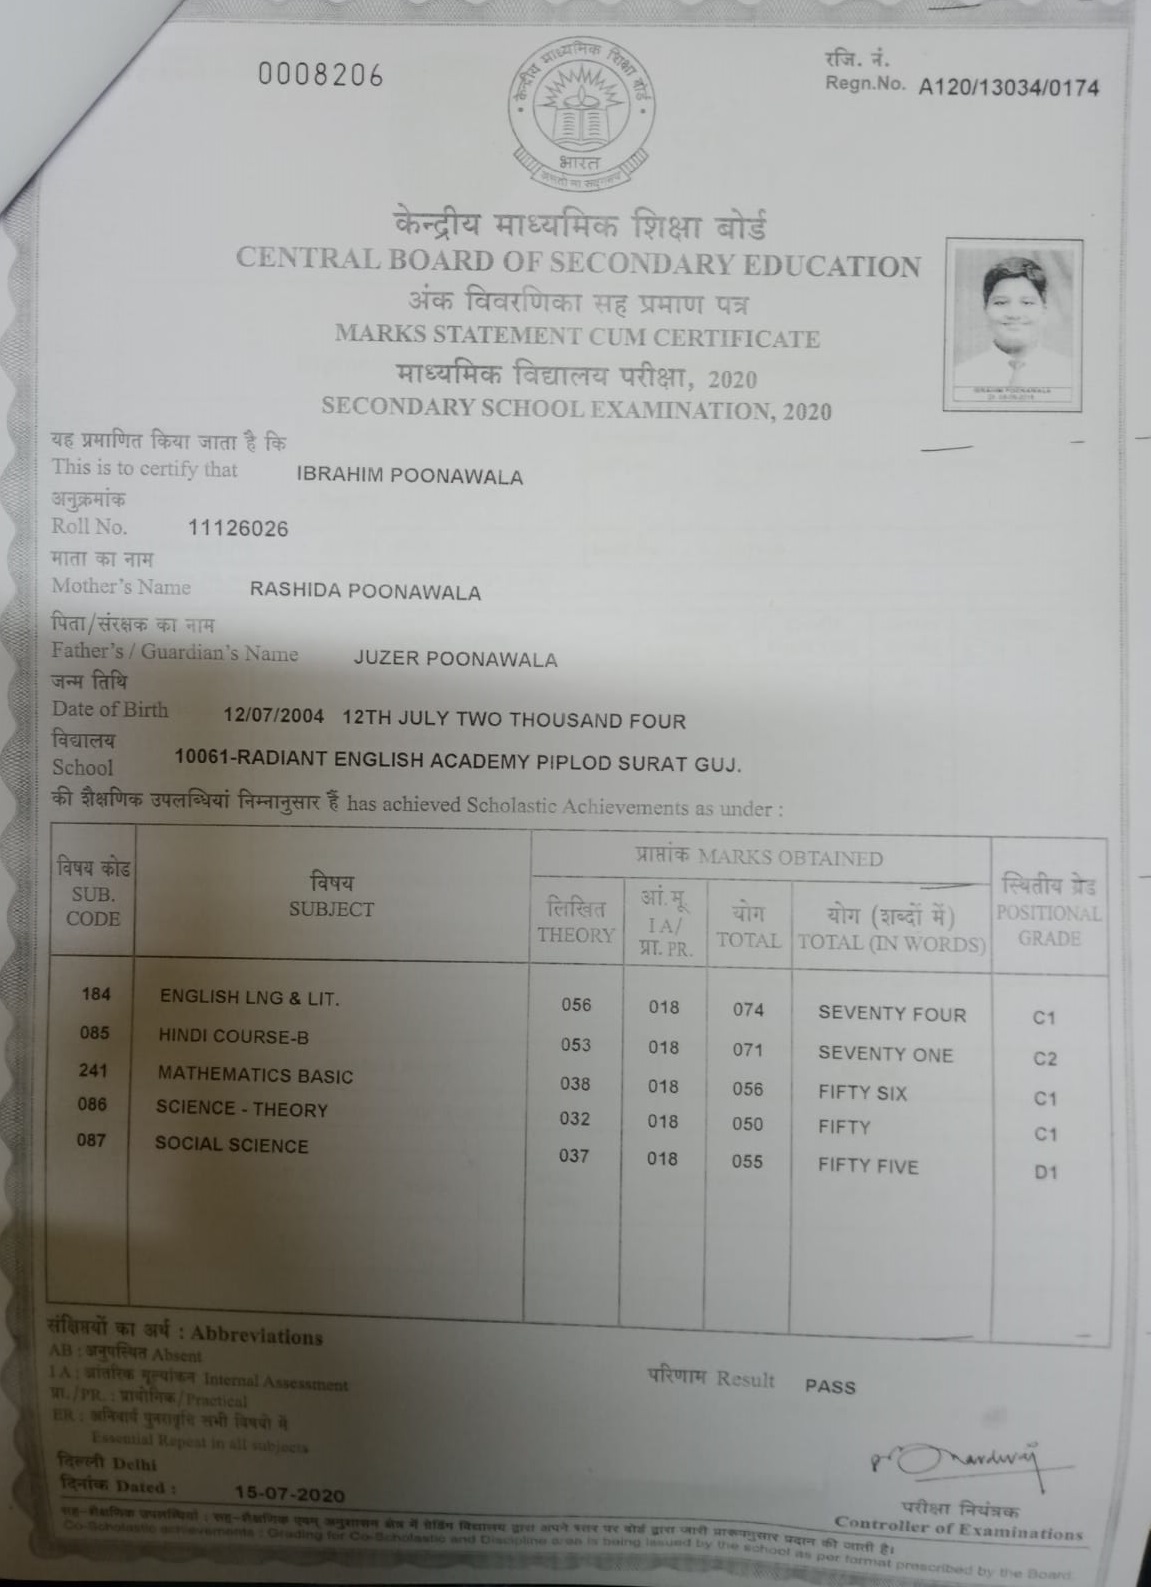 0008206
रजि. नं.
Regn.No. A120/13034/0174
केन्द्रीय माध्यमिक शिक्षा बोर्ड
भारत
केन्द्रीय माध्यमिक शिक्षा बोर्ड
CENTRAL BOARD OF SECONDARY EDUCATION
अंक विवरणिका सह प्रमाण पत्र
MARKS STATEMENT CUM CERTIFICATE
माध्यमिक विद्यालय परीक्षा, 2020
SECONDARY SCHOOL EXAMINATION, 2020
IBRAHIM POONAWALA
यह प्रमाणित किया जाता है कि
This is to certify that IBRAHIM POONAWALA
अनुक्रमांक
Roll No. 11126026
माता का नाम
Mother's Name RASHIDA POONAWALA
पिता/संरक्षक का नाम
Father's / Guardian's Name JUZER POONAWALA
जन्म तिथि
Date of Birth 12/07/2004 12TH JULY TWO THOUSAND FOUR
विद्यालय
School 10061-RADIANT ENGLISH ACADEMY PIPLOD SURAT GUJ.
की शैक्षणिक उपलब्धियां निम्नानुसार हैं has achieved Scholastic Achievements as under :
विषय कोड
SUB.
CODE
विषय
SUBJECT
प्राप्तांक MARKS OBTAINED
लिखित
THEORY
आं.मू.
I A/
प्रा. PR.
योग
TOTAL
योग (शब्दों में)
TOTAL (IN WORDS)
स्थितीय ग्रेड
POSITIONAL
GRADE
184 ENGLISH LNG & LIT. 056 018 074 SEVENTY FOUR C1
085 HINDI COURSE-B 053 018 071 SEVENTY ONE C2
241 MATHEMATICS BASIC 038 018 056 FIFTY SIX C1
086 SCIENCE - THEORY 032 018 050 FIFTY C1
087 SOCIAL SCIENCE 037 018 055 FIFTY FIVE D1
संक्षिप्तियों का अर्थ : Abbreviations
AB : अनुपस्थित Absent
I A : आंतरिक मूल्यांकन Internal Assessment
प्रा./PR. : प्रायोगिक/Practical
ER : अनिवार्य पुनरावृत्ति सभी विषयों में
Essential Repeat in all subjects
परिणाम Result PASS
दिल्ली Delhi
दिनांक Dated : 15-07-2020
परीक्षा नियंत्रक
Controller of Examinations
सह-शैक्षणिक उपलब्धियां : सह-शैक्षणिक एवम् अनुशासन क्षेत्र में ग्रेडिंग विद्यालय द्वारा अपने स्तर पर बोर्ड द्वारा जारी प्रारूपनुसार प्रदान की जाती है।
Co-Scholastic achievements : Grading for Co-Scholastic and Discipline area is being issued by the school as per format prescribed by the Board.